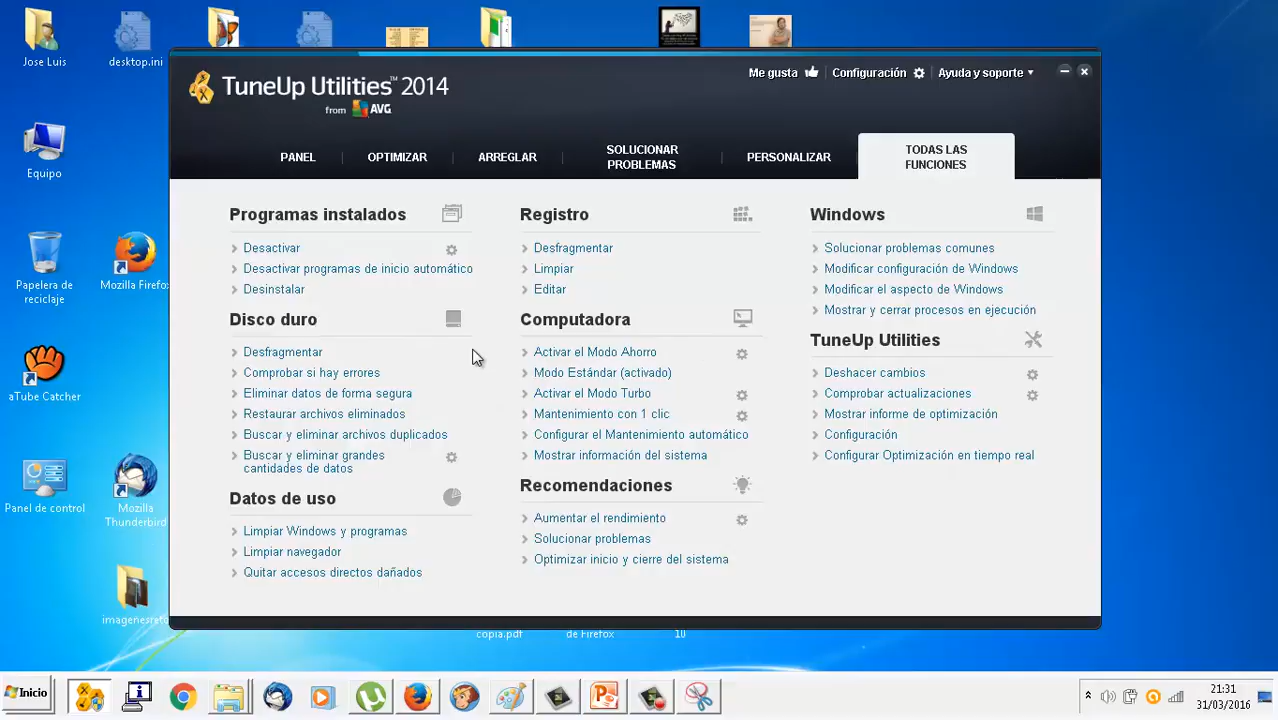 Jose Luis
desktop.ini
TuneUp Utilities™ 2014
from AVG
Me gusta
Configuración
Ayuda y soporte
PANEL
OPTIMIZAR
ARREGLAR
SOLUCIONAR
PROBLEMAS
PERSONALIZAR
TODAS LAS
FUNCIONES
Equipo
Papelera de
reciclaje
Mozilla Firefo
aTube Catcher
Panel de control
Mozilla
Thunderbird
imagenesreto
Programas instalados
Desactivar
Desactivar programas de inicio automático
Desinstalar
Disco duro
Desfragmentar
Comprobar si hay errores
Eliminar datos de forma segura
Restaurar archivos eliminados
Buscar y eliminar archivos duplicados
Buscar y eliminar grandes
cantidades de datos
Datos de uso
Limpiar Windows y programas
Limpiar navegador
Quitar accesos directos dañados
Registro
Desfragmentar
Limpiar
Editar
Computadora
Activar el Modo Ahorro
Modo Estándar (activado)
Activar el Modo Turbo
Mantenimiento con 1 clic
Configurar el Mantenimiento automático
Mostrar información del sistema
Recomendaciones
Aumentar el rendimiento
Solucionar problemas
Optimizar inicio y cierre del sistema
Windows
Solucionar problemas comunes
Modificar configuración de Windows
Modificar el aspecto de Windows
Mostrar y cerrar procesos en ejecución
TuneUp Utilities
Deshacer cambios
Comprobar actualizaciones
Mostrar informe de optimización
Configuración
Configurar Optimización en tiempo real
copia.pdf
de Firefox
10
Inicio
21:31
31/03/2016